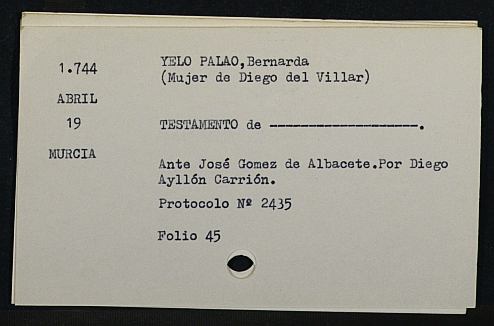 1.744
ABRIL
19
MURCIA
YELO PALAO,Bernarda
(Mujer de Diego del Villar)
TESTAMENTO de -------------------.
Ante José Gomez de Albacete.Por Diego
Ayllón Carrión.
Protocolo Nº 2435
Folio 45